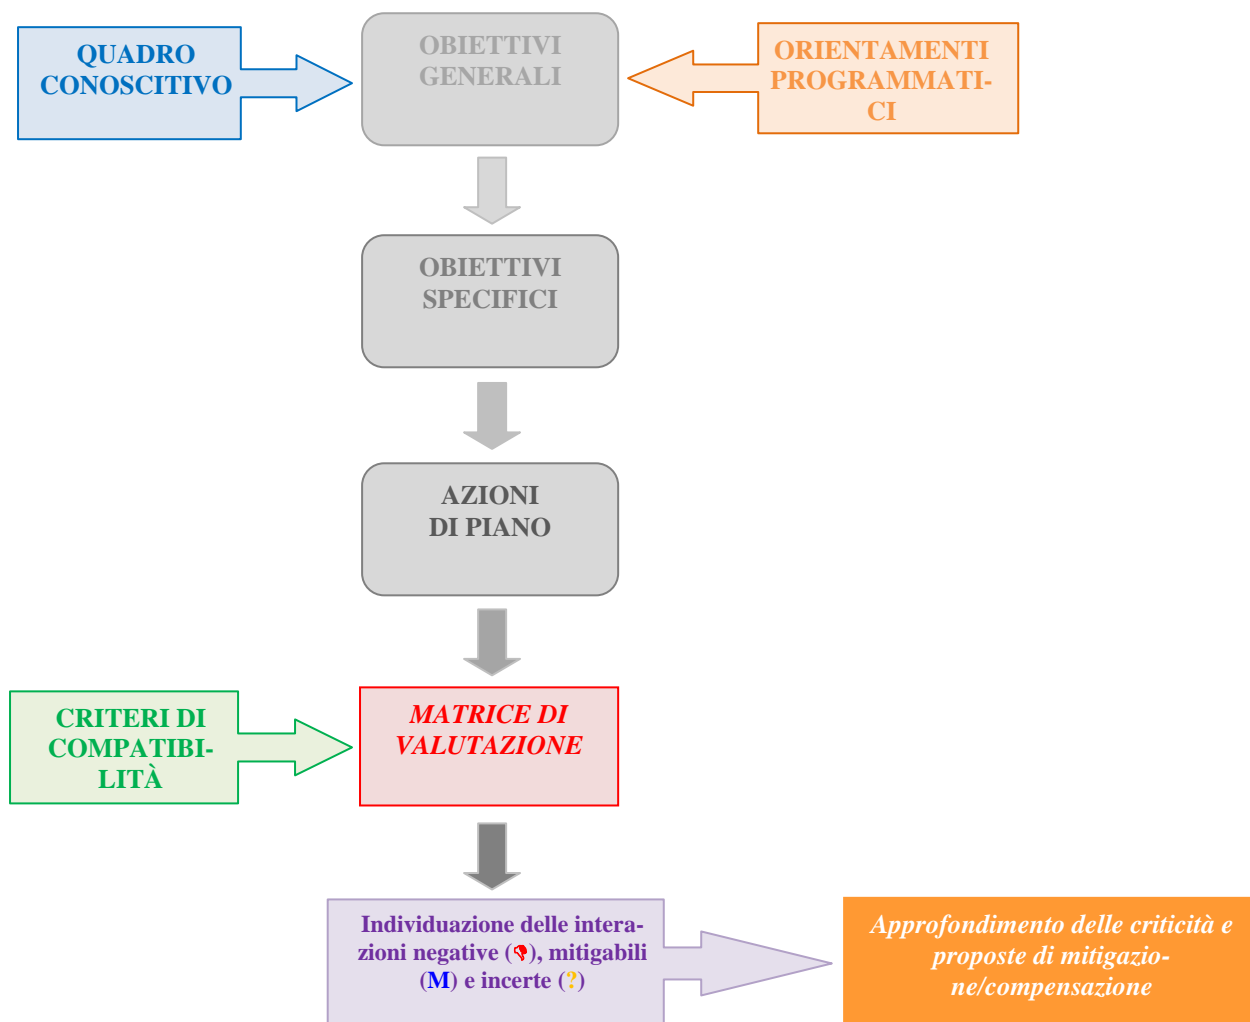 QUADRO
CONOSCITIVO
OBIETTIVI
GENERALI
ORIENTAMENTI
PROGRAMMATI-
CI
OBIETTIVI
SPECIFICI
AZIONI
DI PIANO
CRITERI DI
COMPATIBI-
LITÀ
MATRICE DI
VALUTAZIONE
Individuazione delle intera-
zioni negative (👎), mitigabili
(M) e incerte (?)
Approfondimento delle criticità e
proposte di mitigazio-
ne/compensazione